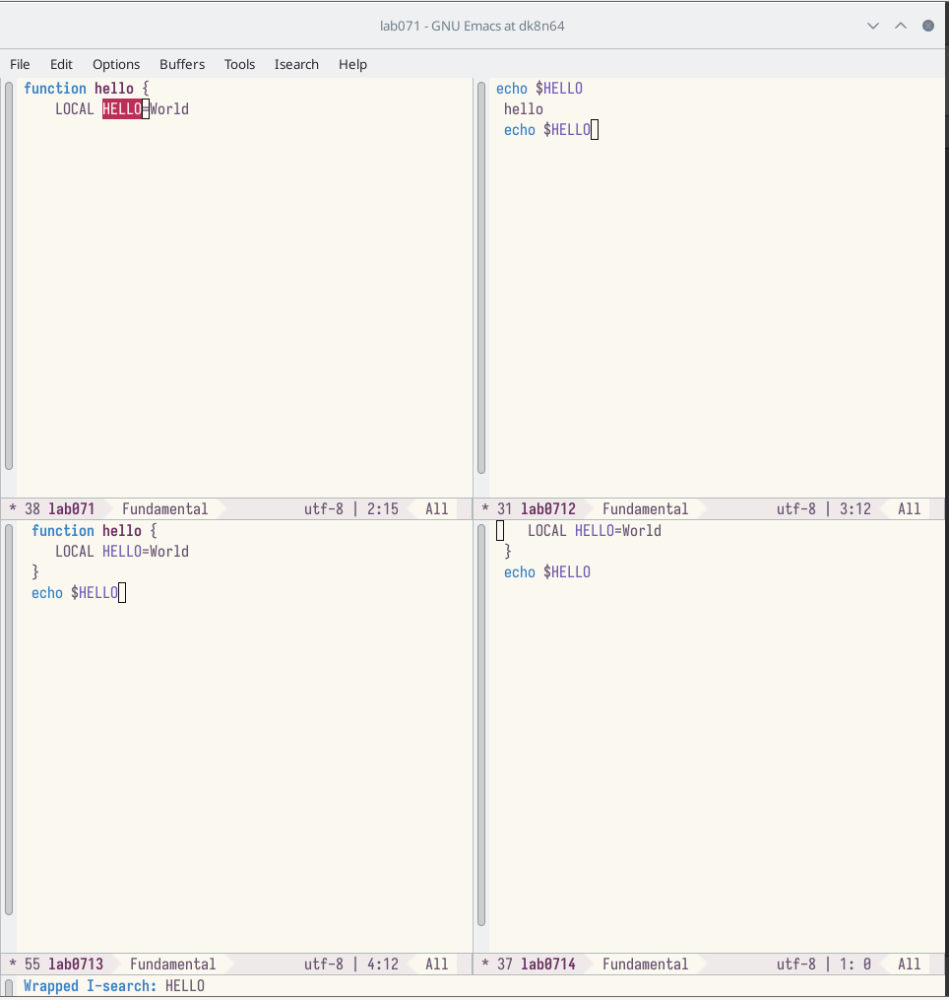 lab071 - GNU Emacs at dk8n64
File Edit Options Buffers Tools Isearch Help
function hello {
    LOCAL HELLO=World
* 38 lab071 Fundamental utf-8 | 2:15 All
echo $HELLO
 hello
 echo $HELLO
* 31 lab0712 Fundamental utf-8 | 3:12 All
 function hello {
    LOCAL HELLO=World
 }
 echo $HELLO
* 55 lab0713 Fundamental utf-8 | 4:12 All
    LOCAL HELLO=World
 }
 echo $HELLO
* 37 lab0714 Fundamental utf-8 | 1: 0 All
Wrapped I-search: HELLO